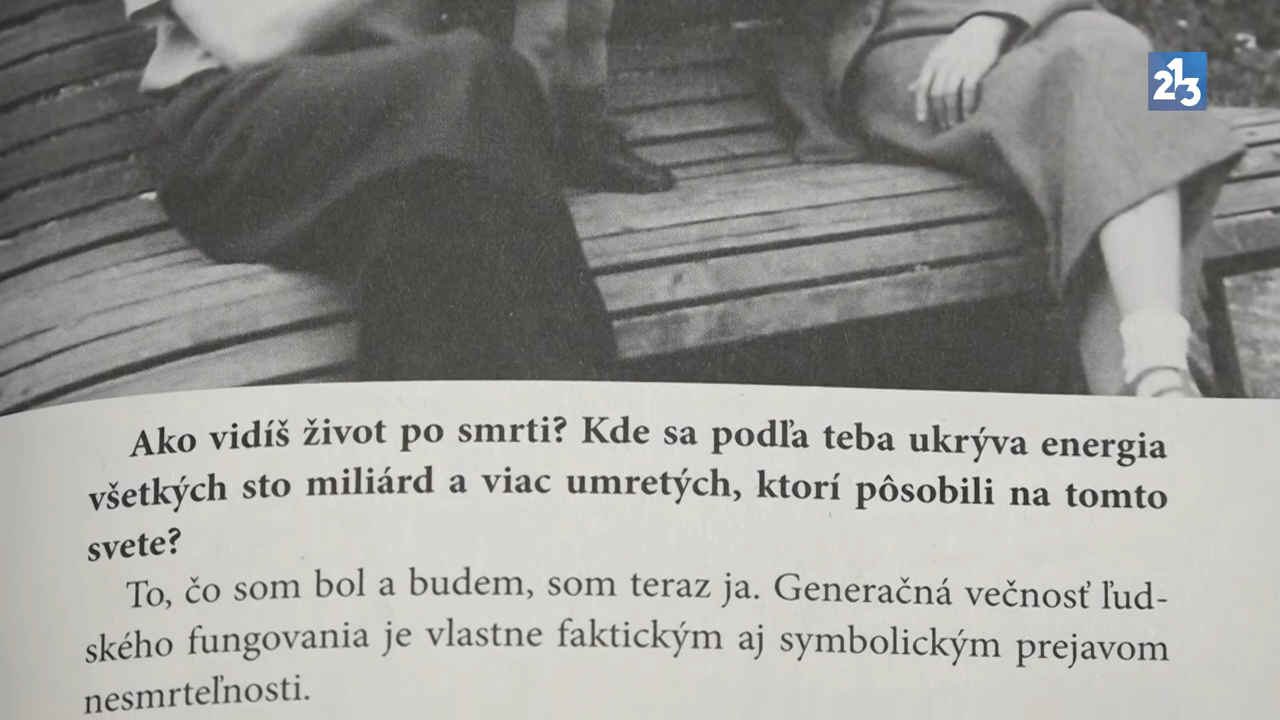 213
Ako vidíš život po smrti? Kde sa podľa teba ukrýva energia
všetkých sto miliárd a viac umretých, ktorí pôsobili na tomto
svete?
To, čo som bol a budem, som teraz ja. Generačná večnosť ľud-
ského fungovania je vlastne faktickým aj symbolickým prejavom
nesmrteľnosti.